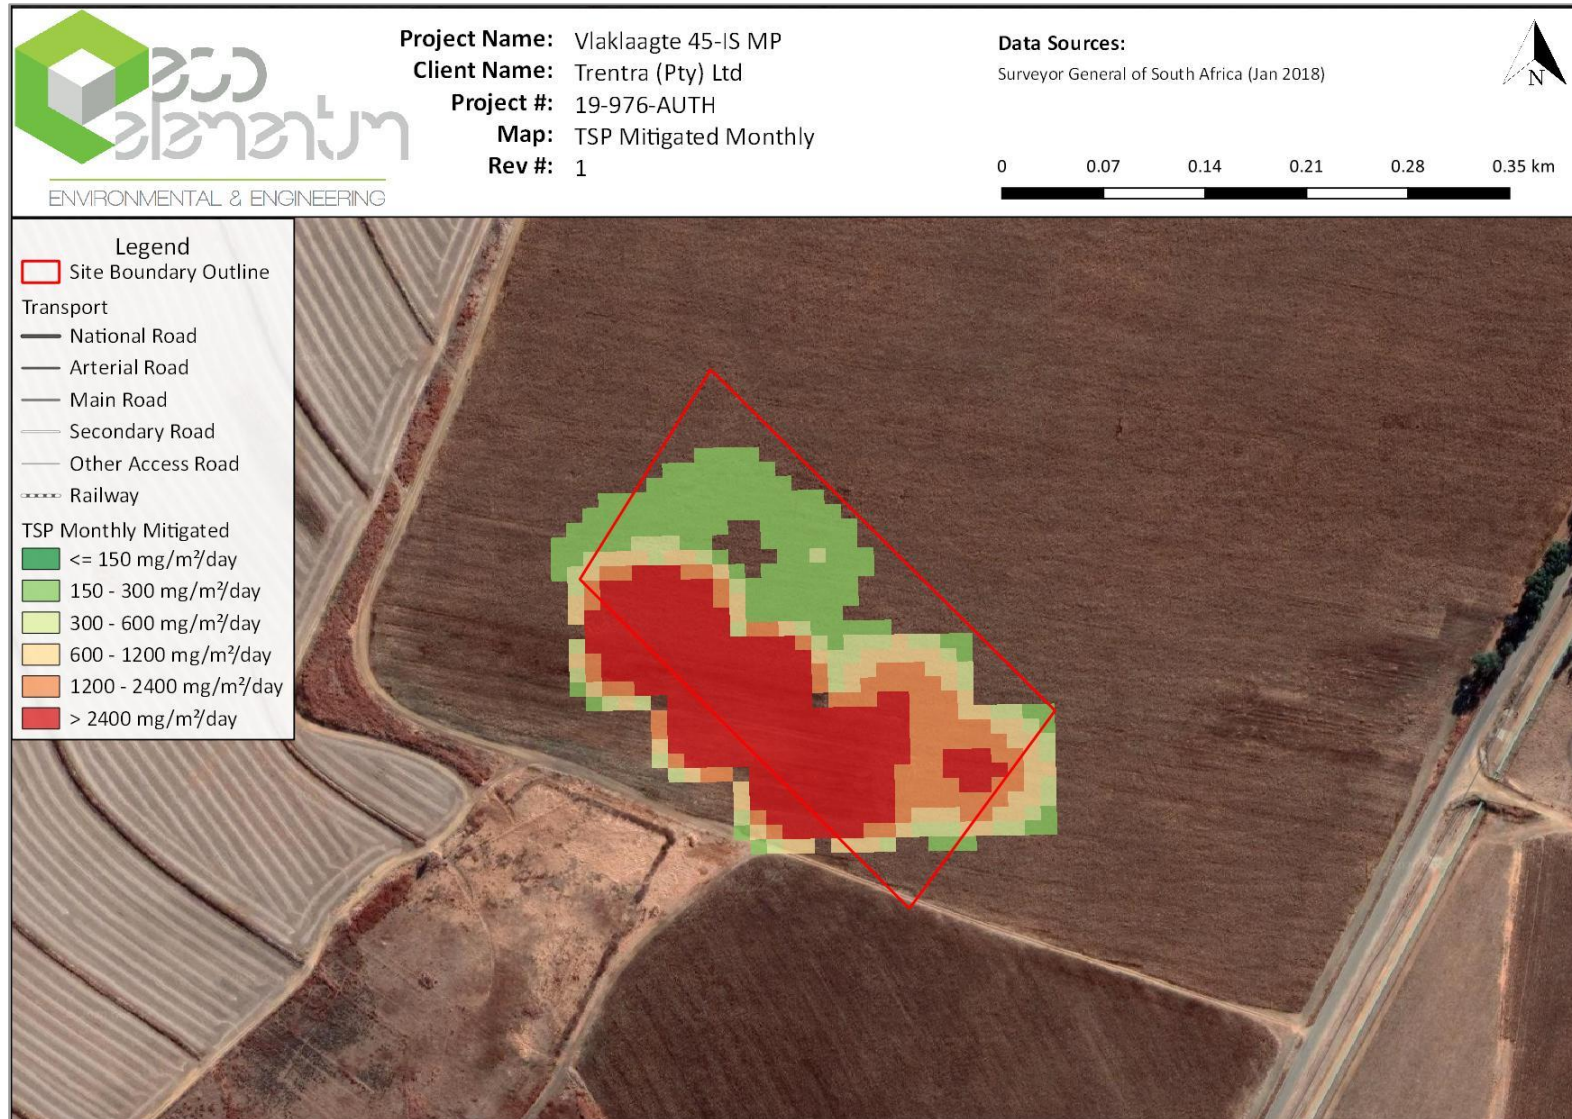 eco
elementum
ENVIRONMENTAL & ENGINEERING
Project Name: Vlaklaagte 45-IS MP
Client Name: Trentra (Pty) Ltd
Project #: 19-976-AUTH
Map: TSP Mitigated Monthly
Rev #: 1
Data Sources:
Surveyor General of South Africa (Jan 2018)
N
0 0.07 0.14 0.21 0.28 0.35 km
Legend
Site Boundary Outline
Transport
National Road
Arterial Road
Main Road
Secondary Road
Other Access Road
Railway
TSP Monthly Mitigated
<= 150 mg/m²/day
150 - 300 mg/m²/day
300 - 600 mg/m²/day
600 - 1200 mg/m²/day
1200 - 2400 mg/m²/day
> 2400 mg/m²/day